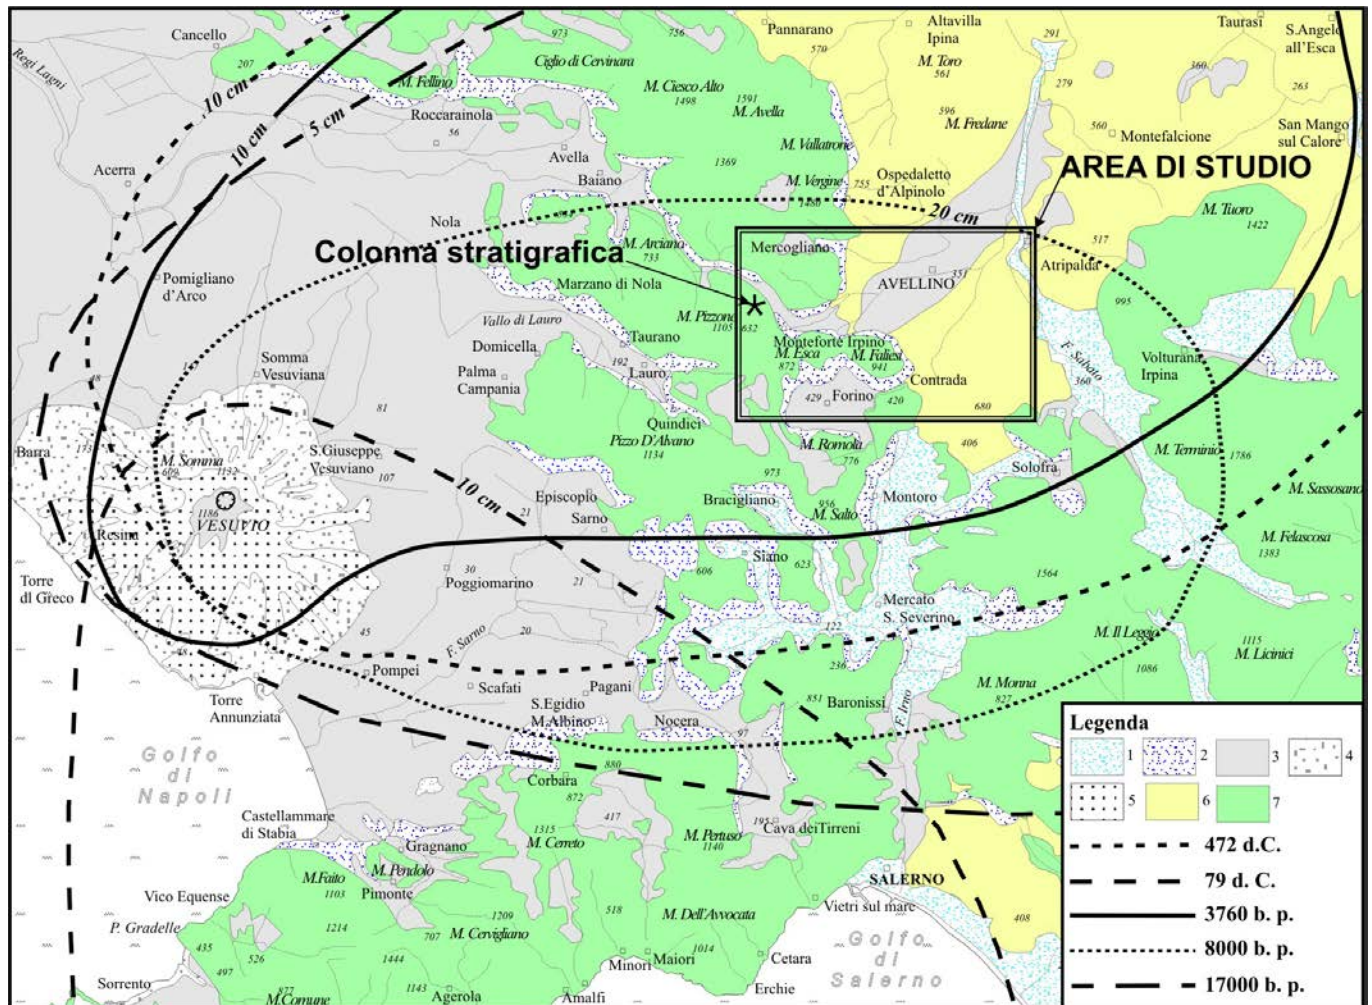 Cancello
973
756
Pannarano
Altavilla
Ipina
291
Taurasi
S.Angelo
all'Esca
Regi Lagni
207
M. Fellino
Ciglio di Cervinara
M. Ciesco Alto
1498
1591
M. Avella
570
M. Toro
561
279
360
263
10 cm
10 cm
5 cm
Roccarainola
56
396
M. Fredane
560
Montefalcione
San Mango
sul Calore
Acerra
Avella
Baiano
1369
M. Vallatrone
M. Vergine
1480
755
Ospedaletto
d'Alpinolo
AREA DI STUDIO
20 cm
M. Tuoro
1422
Nola
M. Arciano
733
Mercogliano
517
Atripalda
Colonna stratigrafica
Pomigliano
d'Arco
Marzano di Nola
AVELLINO
351
995
Vallo di Lauro
M. Pizzone
1105
632
Taurano
Domicella
192
Lauro
Monteforte Irpino
M. Esca
872
M. Faliesi
941
Contrada
F. Sabato
360
Volturana
Irpina
Somma
Vesuviana
Palma
Campania
48
81
Quindici
429
Forino
420
680
Barra
173
M. Somma
609
1132
S.Giuseppe
Vesuviano
107
Pizzo D'Alvano
1134
M. Romola
776
406
M. Terminio
1786
10 cm
973
Solofra
M. Sassosano
1186
VESUVIO
Episcopio
21
Sarno
Bracigliano
956
M. Salto
Montoro
Resina
M. Felascosa
1383
Siano
Torre
dl Greco
30
Poggiomarino
21
606
623
1564
Mercato
S. Severino
45
F. Sarno
20
122
48
M. Il Leggio
1115
M. Licinici
1086
Pompei
236
Scafati
Pagani
851
M. Monna
827
Torre
Annunziata
S.Egidio
M.Albino
Nocera
97
Baronissi
F. Irno
Golfo
di
Napoli
880
Corbara
872
417
195
Cava dei Tirreni
Castellammare
di Stabia
1315
M. Cerreto
M. Pertuso
1140
Gragnano
M.Faito
1103
M. Pendolo
Pimonte
SALERNO
Vico Equense
Vietri sul mare
408
1209
518
M. Dell'Avvocata
P. Gradelle
1214
707
M. Cervigliano
435
526
497
1444
1014
Golfo
di
Salerno
Minori
Maiori
Cetara
Sorrento
877
M.Comune
1143
Agerola
Amalfi
Erchie
Legenda
1
2
3
4
5
6
7
472 d.C.
79 d. C.
3760 b. p.
8000 b. p.
17000 b. p.